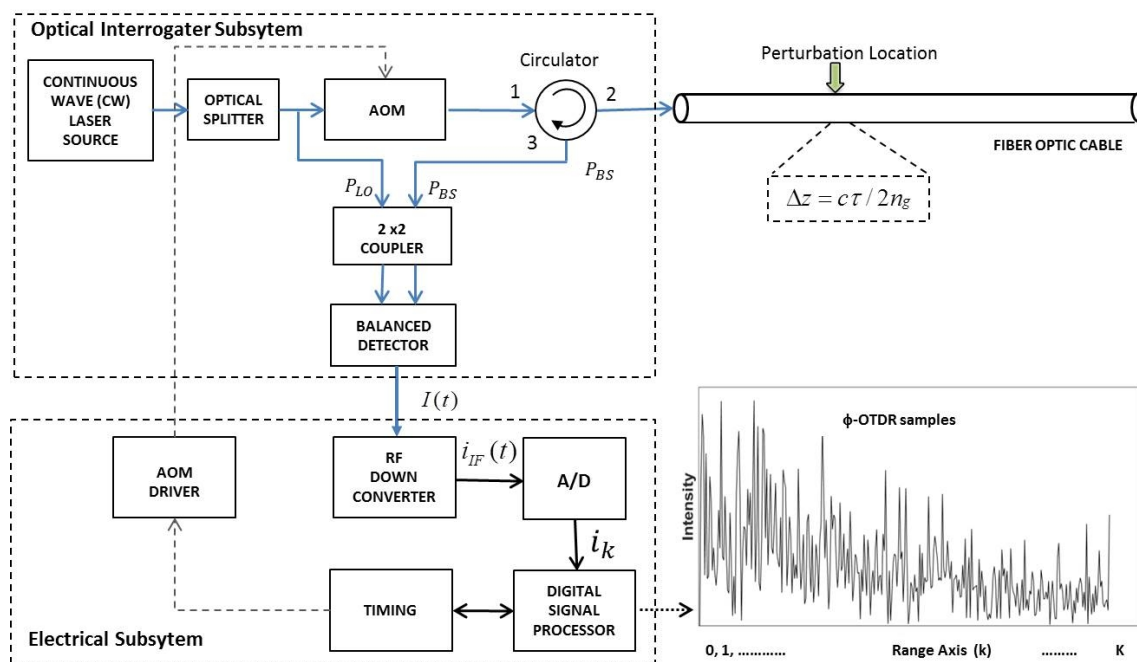 Optical Interrogater Subsytem
CONTINUOUS
WAVE (CW)
LASER
SOURCE
OPTICAL
SPLITTER
AOM
Circulator
1
2
3
P_BS
Perturbation Location
FIBER OPTIC CABLE
Δz = cτ / 2n_g
P_LO
P_BS
2 x2
COUPLER
BALANCED
DETECTOR
I(t)
AOM
DRIVER
RF
DOWN
CONVERTER
i_IF(t)
A/D
i_k
TIMING
DIGITAL
SIGNAL
PROCESSOR
Electrical Subsytem
ϕ-OTDR samples
Intensity
0, 1, ............
Range Axis (k)
.........
K